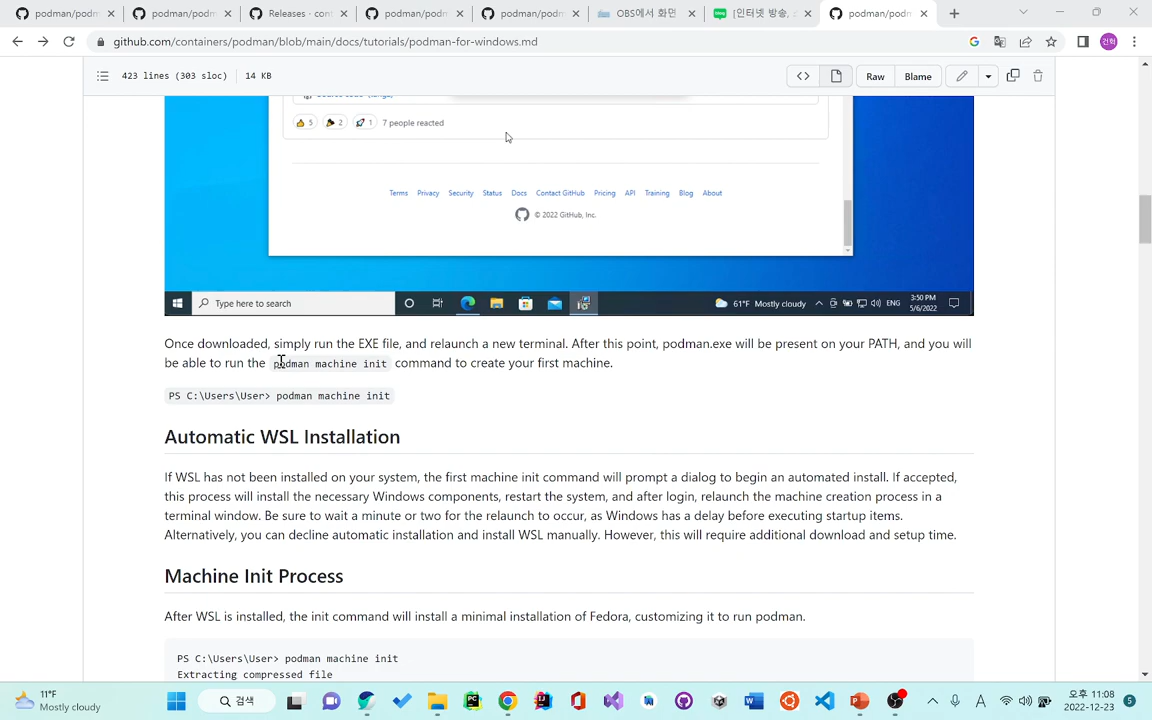 podman/podm
podman/podm
Releases - con
podman/podm
podman/podm
OBS에서 화면
[인터넷 방송,
podman/podm
github.com/containers/podman/blob/main/docs/tutorials/podman-for-windows.md
423 lines (303 sloc) 14 KB
Raw
Blame
5 2 1 7 people reacted
Terms Privacy Security Status Docs Contact GitHub Pricing API Training Blog About
© 2022 GitHub, Inc.
Type here to search
61°F Mostly cloudy
ENG
3:50 PM
5/6/2022
Once downloaded, simply run the EXE file, and relaunch a new terminal. After this point, podman.exe will be present on your PATH, and you will
be able to run the podman machine init command to create your first machine.
PS C:\Users\User> podman machine init
Automatic WSL Installation
If WSL has not been installed on your system, the first machine init command will prompt a dialog to begin an automated install. If accepted,
this process will install the necessary Windows components, restart the system, and after login, relaunch the machine creation process in a
terminal window. Be sure to wait a minute or two for the relaunch to occur, as Windows has a delay before executing startup items.
Alternatively, you can decline automatic installation and install WSL manually. However, this will require additional download and setup time.
Machine Init Process
After WSL is installed, the init command will install a minimal installation of Fedora, customizing it to run podman.
PS C:\Users\User> podman machine init
Extracting compressed file
11°F
Mostly cloudy
검색
A
오후 11:08
2022-12-23
5